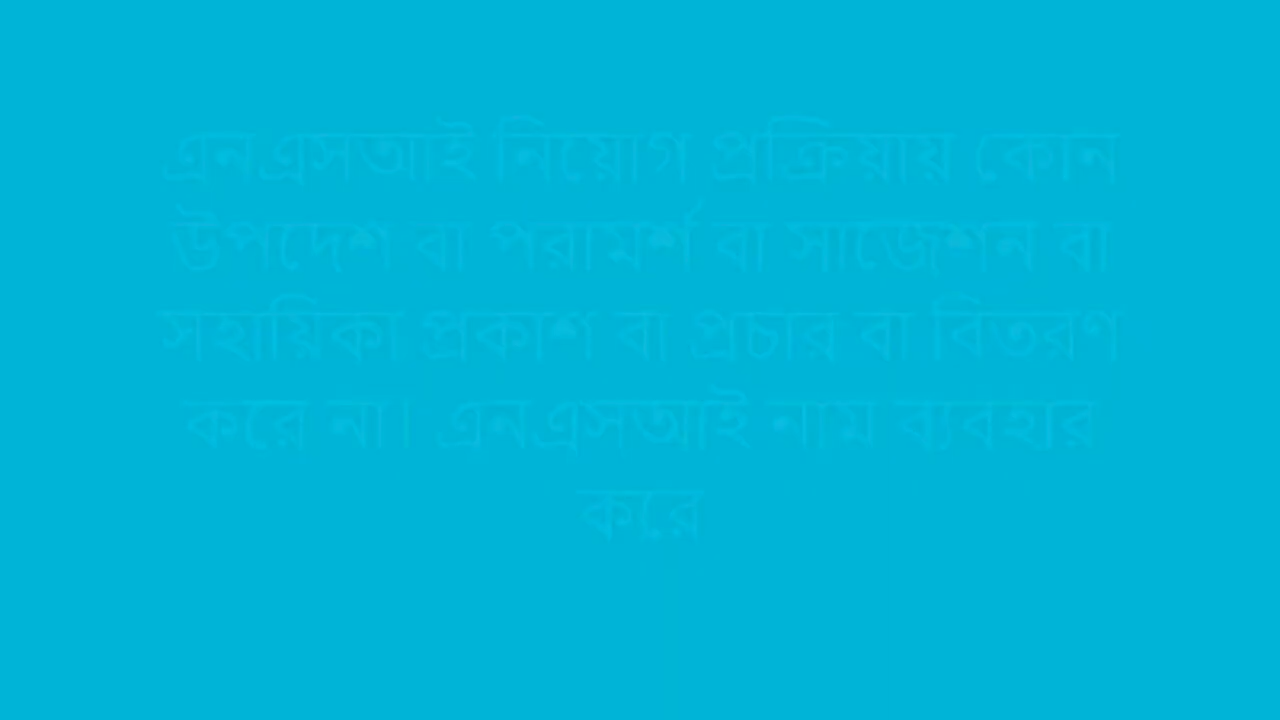 এনএসআই নিয়োগ প্রক্রিয়ায় কোন
উপদেশ বা পরামর্শ বা সাজেশন বা
সহায়িকা প্রকাশ বা প্রচার বা বিতরণ
করে না। এনএসআই নাম ব্যবহার
করে